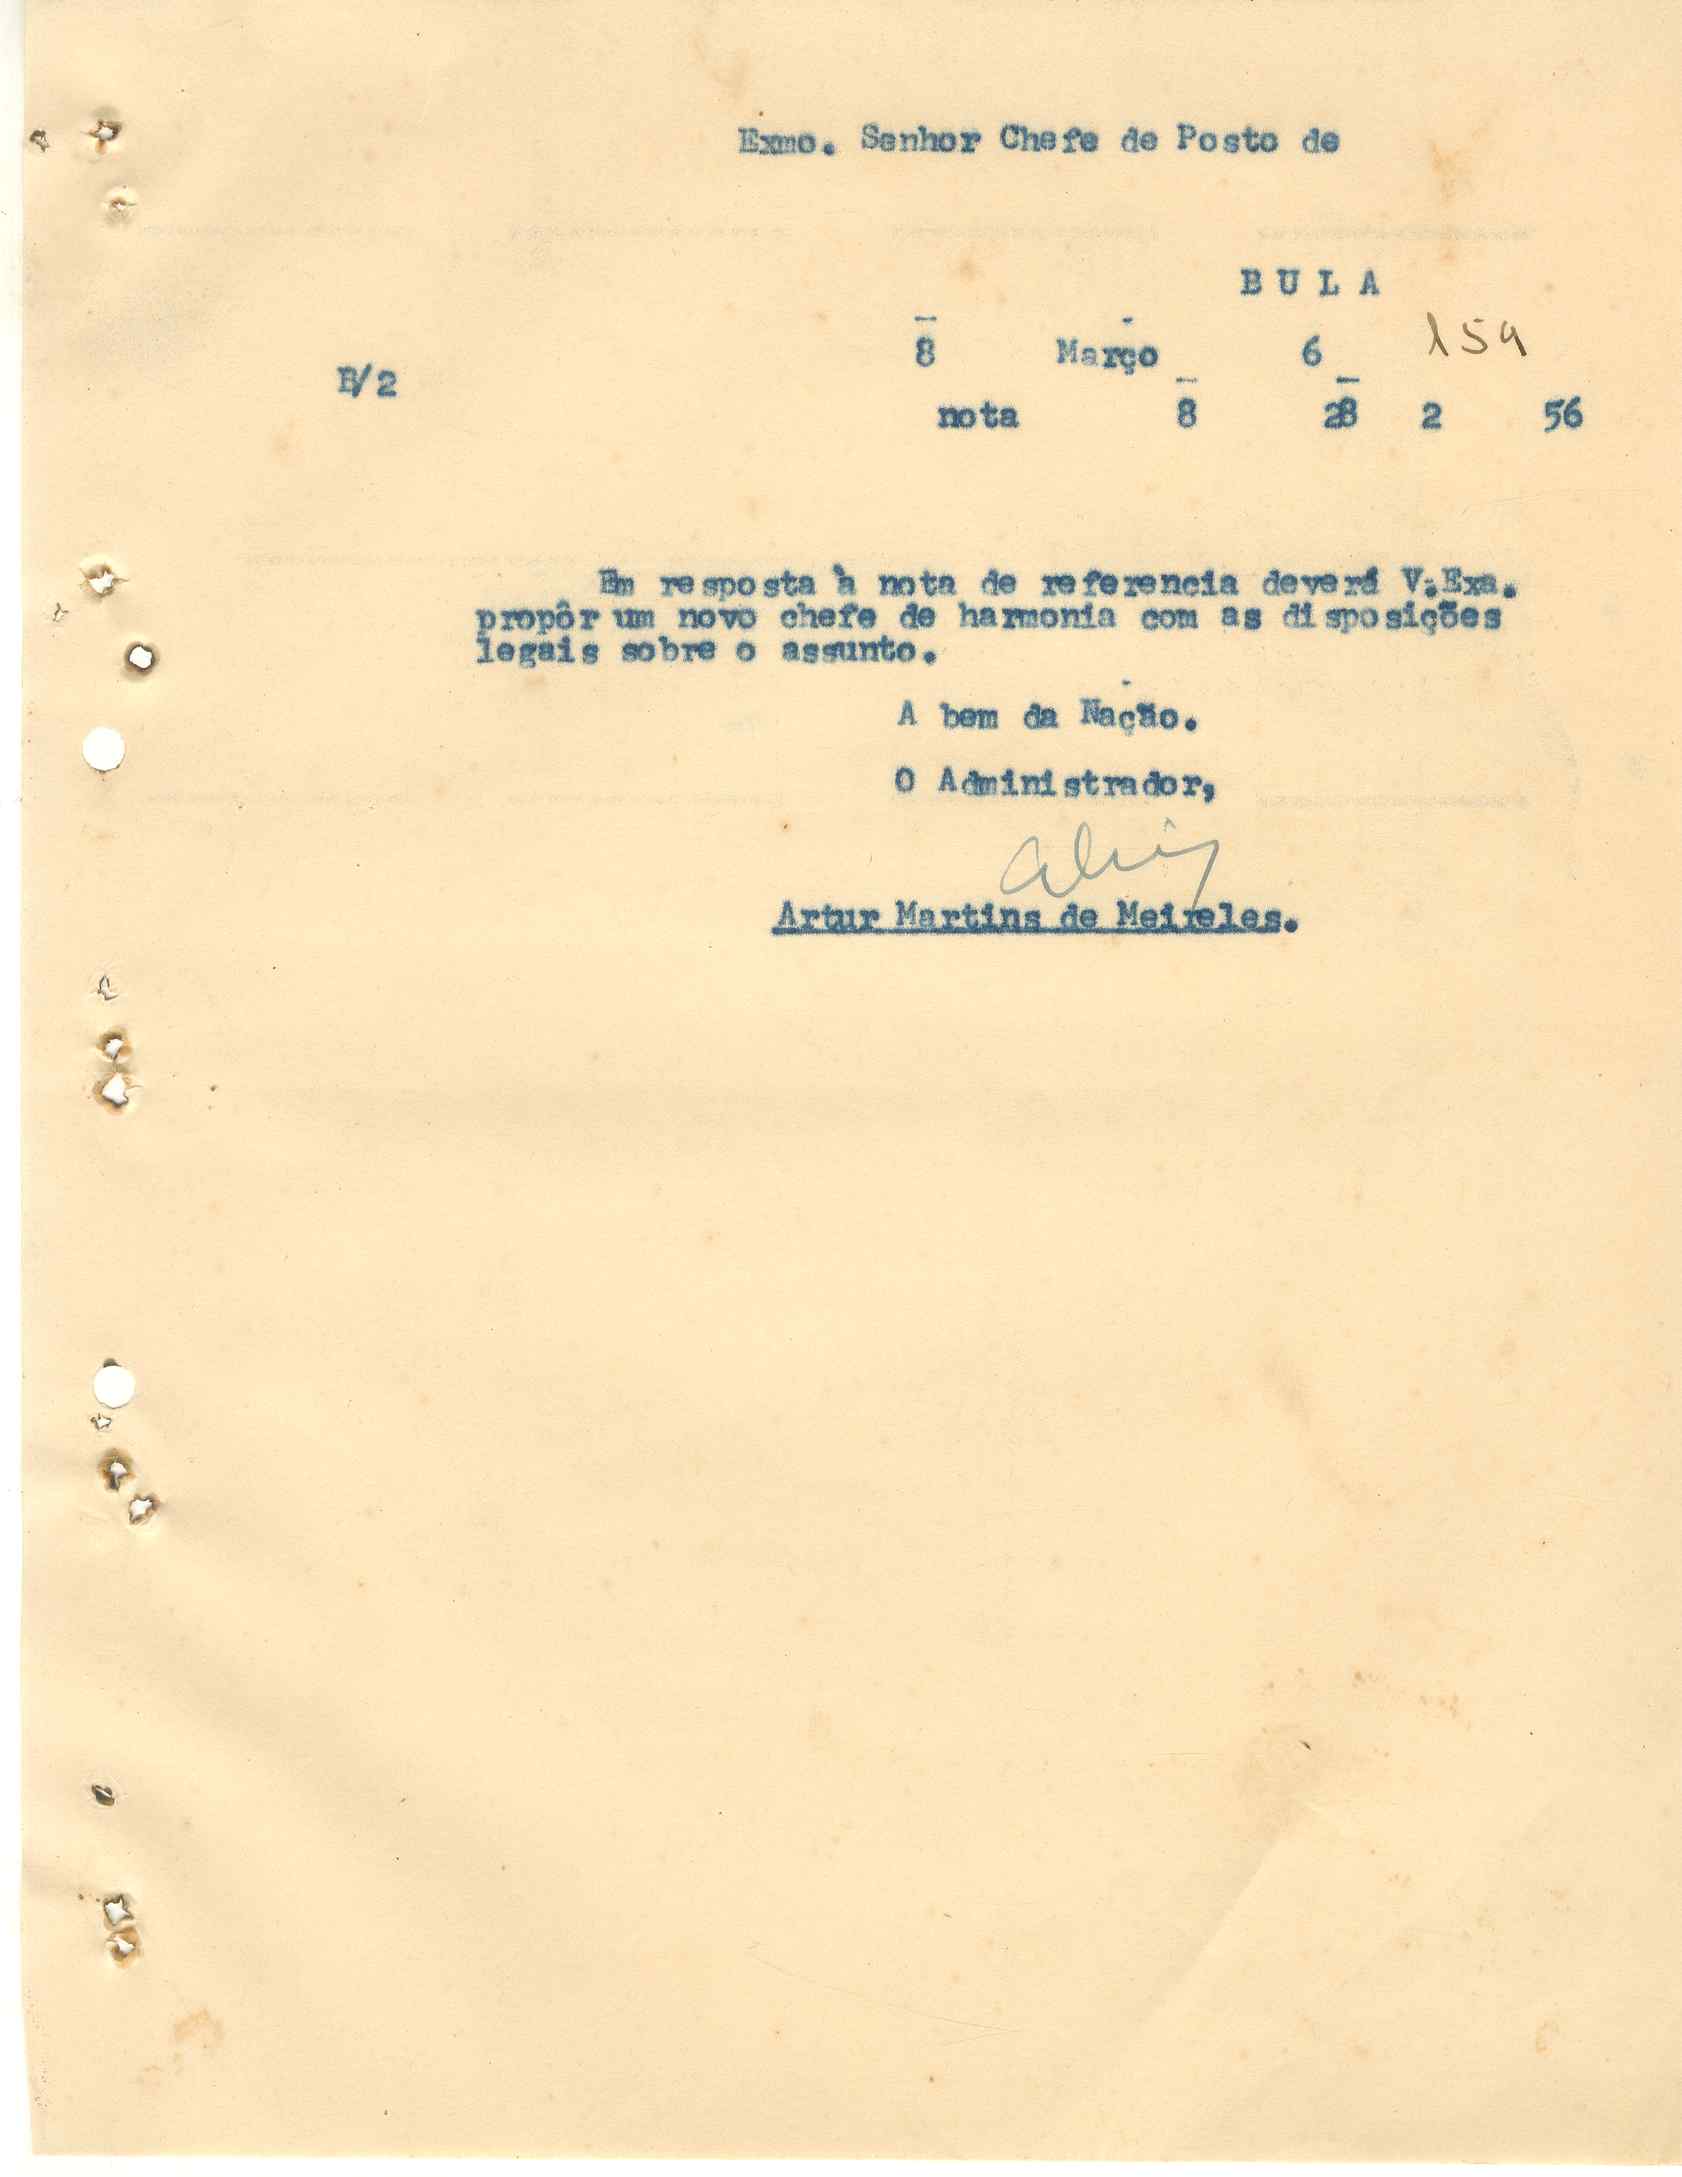 Exmo. Senhor Chefe de Posto de
B U L A
8 Março 6 159
B/2
nota 8 28 2 56
Em resposta à nota de referencia deverá V.Exa.
propôr um novo chefe de harmonia com as disposições
legais sobre o assunto.
A bem da Nação.
O Administrador,
Artur Martins de Meireles.